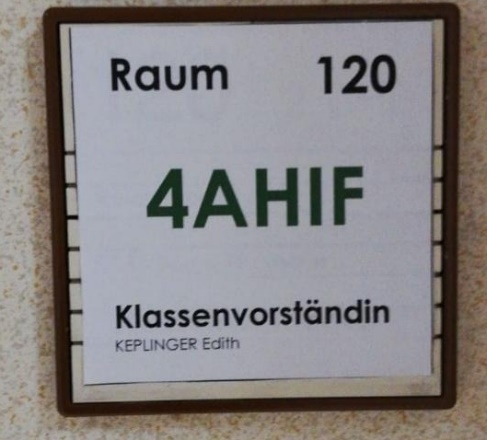 Raum 120
4AHIF
Klassenvorständin
KEPLINGER Edith